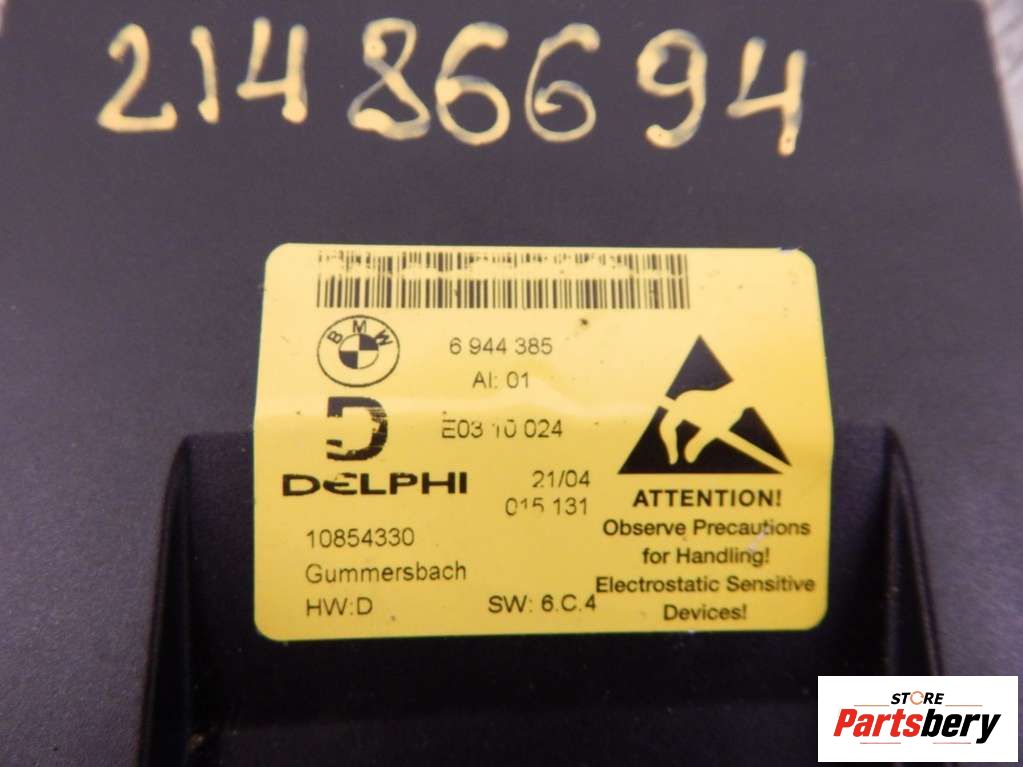 21486694
BMW
6 944 385
AI: 01
E03 10 024
DELPHI
21/04
015 131
10854330
Gummersbach
HW:D
SW: 6.C.4
ATTENTION!
Observe Precautions
for Handling!
Electrostatic Sensitive
Devices!
STORE
Partsbery